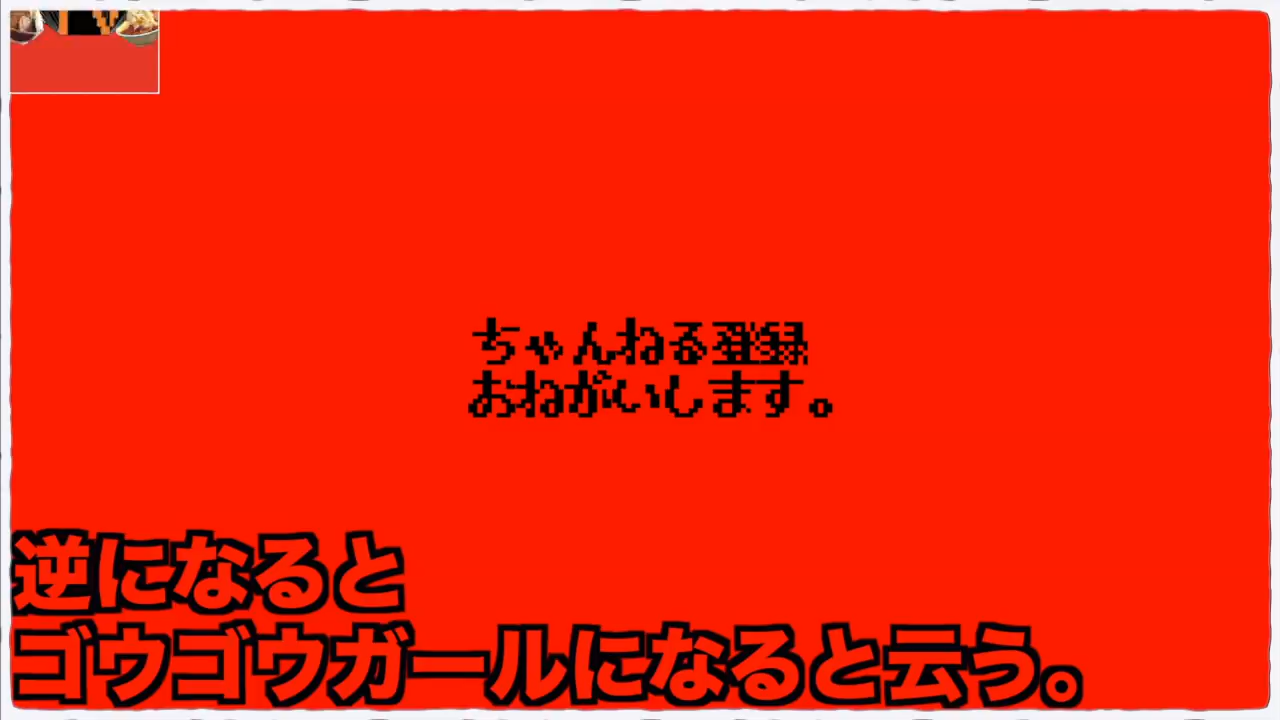 ちゃんねる登録
おねがいします。
逆になると
ゴウゴウガールになると云う。